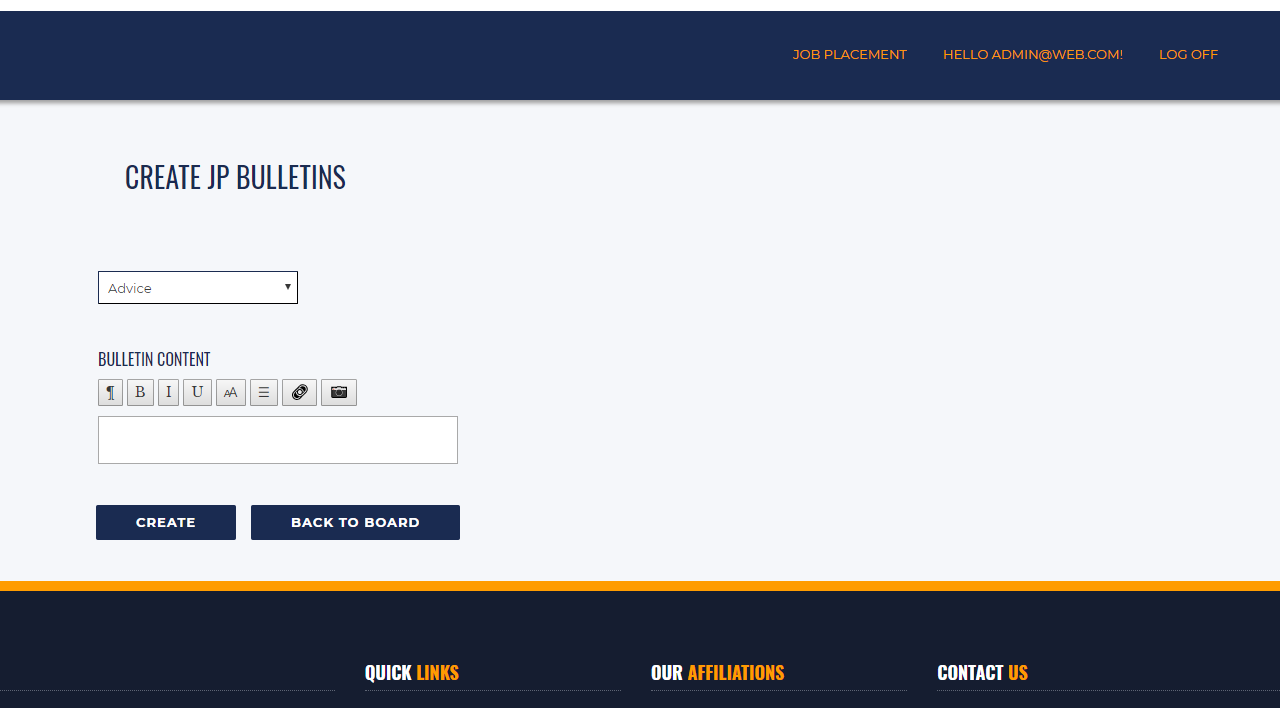 JOB PLACEMENT HELLO ADMIN@WEB.COM! LOG OFF
CREATE JP BULLETINS
Advice
BULLETIN CONTENT
¶ B I U AA ☰
CREATE BACK TO BOARD
QUICK LINKS OUR AFFILIATIONS CONTACT US